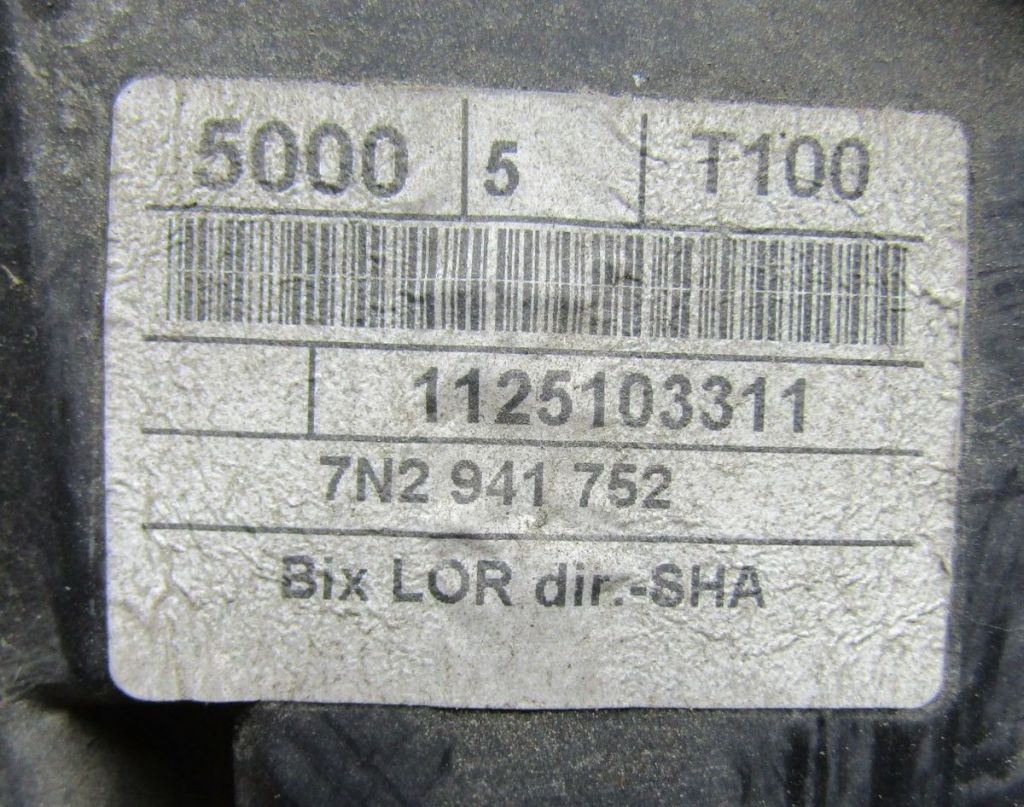 5000 5 T100
1125103311
7N2 941 752
Bix LOR dir.-SHA